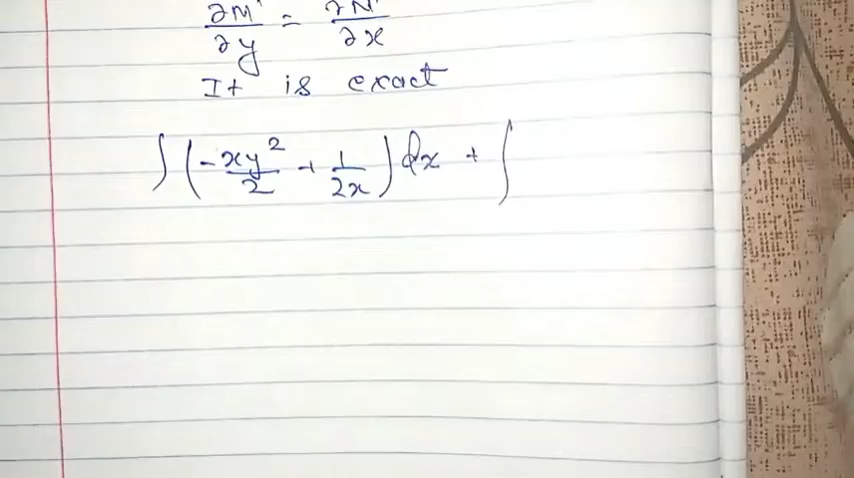 ∂M'/∂y = ∂N'/∂x
It is exact
∫ (-xy²/2 + 1/2x) dx + ∫